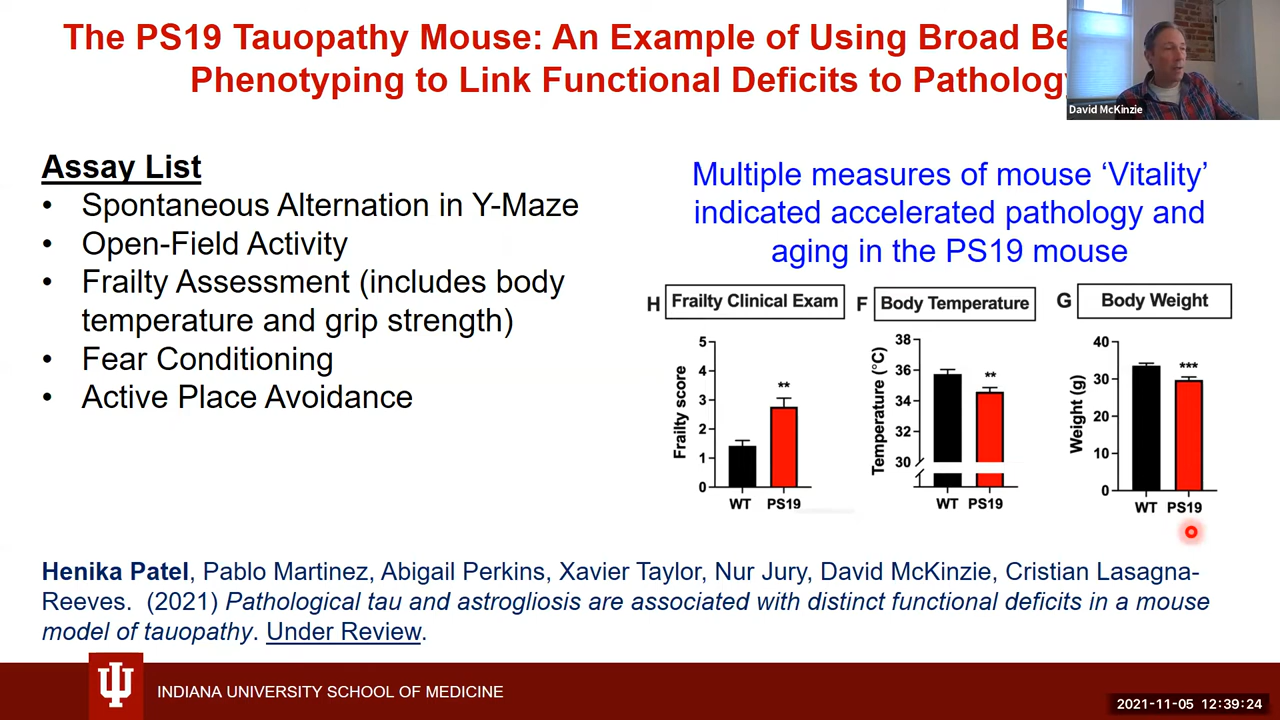 The PS19 Tauopathy Mouse: An Example of Using Broad Be
Phenotyping to Link Functional Deficits to Pathology
David McKinzie
Assay List
• Spontaneous Alternation in Y-Maze
• Open-Field Activity
• Frailty Assessment (includes body
temperature and grip strength)
• Fear Conditioning
• Active Place Avoidance
Multiple measures of mouse ‘Vitality’
indicated accelerated pathology and
aging in the PS19 mouse
H Frailty Clinical Exam
Frailty score
5
4
3
2
1
0
**
WT PS19
F Body Temperature
Temperature (°C)
38
36
34
32
30
**
WT PS19
G Body Weight
Weight (g)
40
30
20
10
0
***
WT PS19
Henika Patel, Pablo Martinez, Abigail Perkins, Xavier Taylor, Nur Jury, David McKinzie, Cristian Lasagna-
Reeves. (2021) Pathological tau and astrogliosis are associated with distinct functional deficits in a mouse
model of tauopathy. Under Review.
INDIANA UNIVERSITY SCHOOL OF MEDICINE
2021-11-05 12:39:24